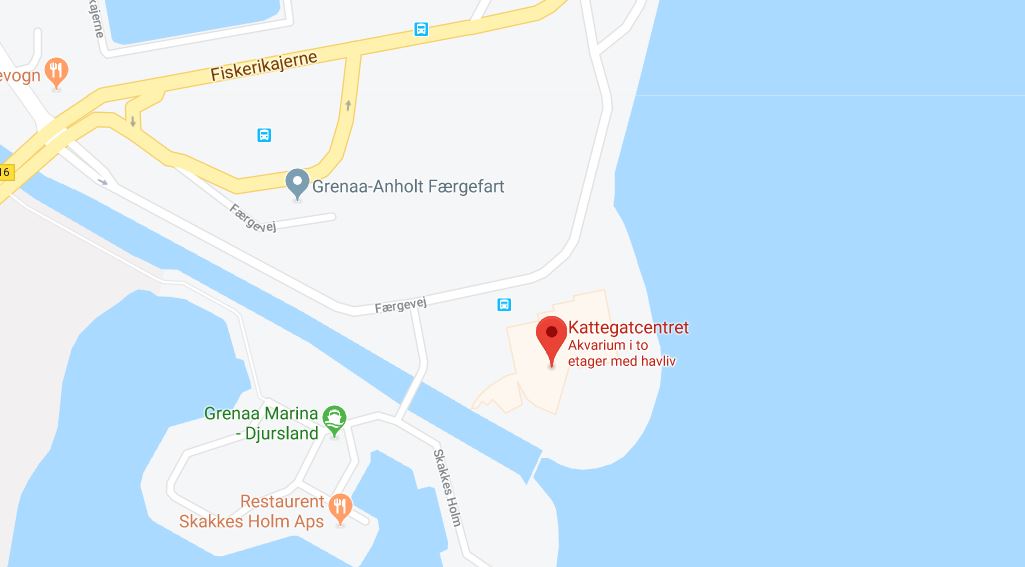 kajerne
Fiskerikajerne
evogn
16
Grenaa-Anholt Færgefart
Færgevej
Færgevej
Kattegatcentret
Akvarium i to
etager med havliv
Grenaa Marina
- Djursland
Skakkes Holm
Restaurent
Skakkes Holm Aps